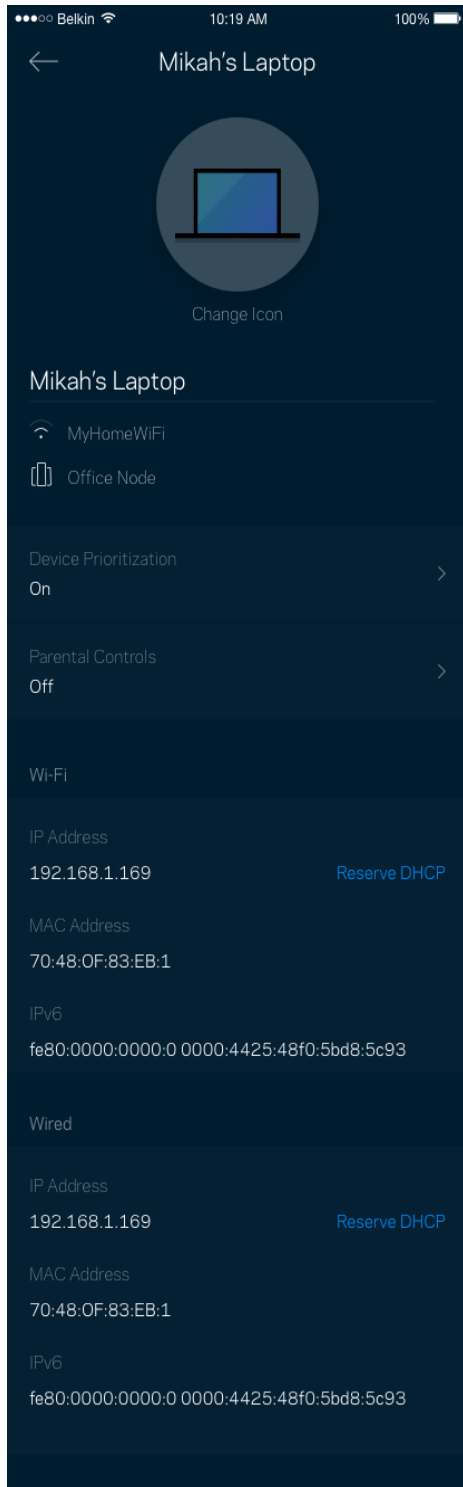 Belkin 10:19 AM 100%
Mikah's Laptop
Change Icon
Mikah's Laptop
MyHomeWiFi
Office Node
Device Prioritization
On
Parental Controls
Off
Wi-Fi
IP Address
192.168.1.169 Reserve DHCP
MAC Address
70:48:0F:83:EB:1
IPv6
fe80:0000:0000:0 0000:4425:48f0:5bd8:5c93
Wired
IP Address
192.168.1.169 Reserve DHCP
MAC Address
70:48:0F:83:EB:1
IPv6
fe80:0000:0000:0 0000:4425:48f0:5bd8:5c93